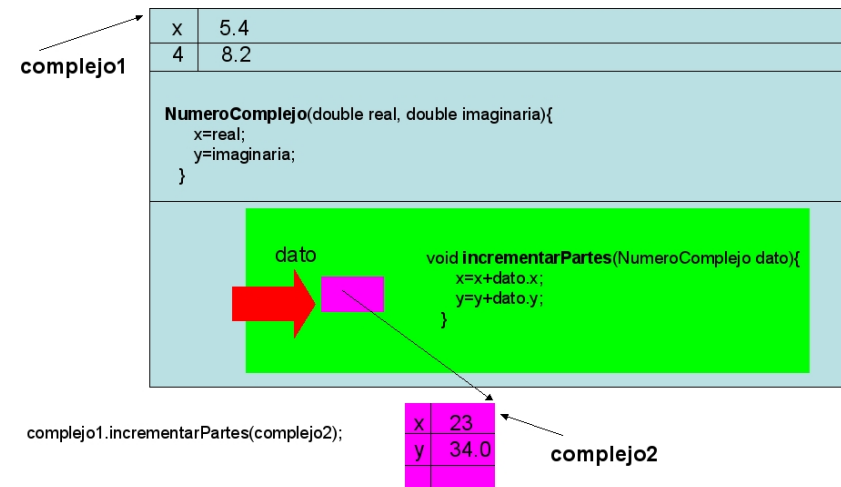 x 5.4
4 8.2
complejo1
NumeroComplejo(double real, double imaginaria){
x=real;
y=imaginaria;
}
dato
void incrementarPartes(NumeroComplejo dato){
x=x+dato.x;
y=y+dato.y;
}
complejo1.incrementarPartes(complejo2);
x 23
y 34.0
complejo2